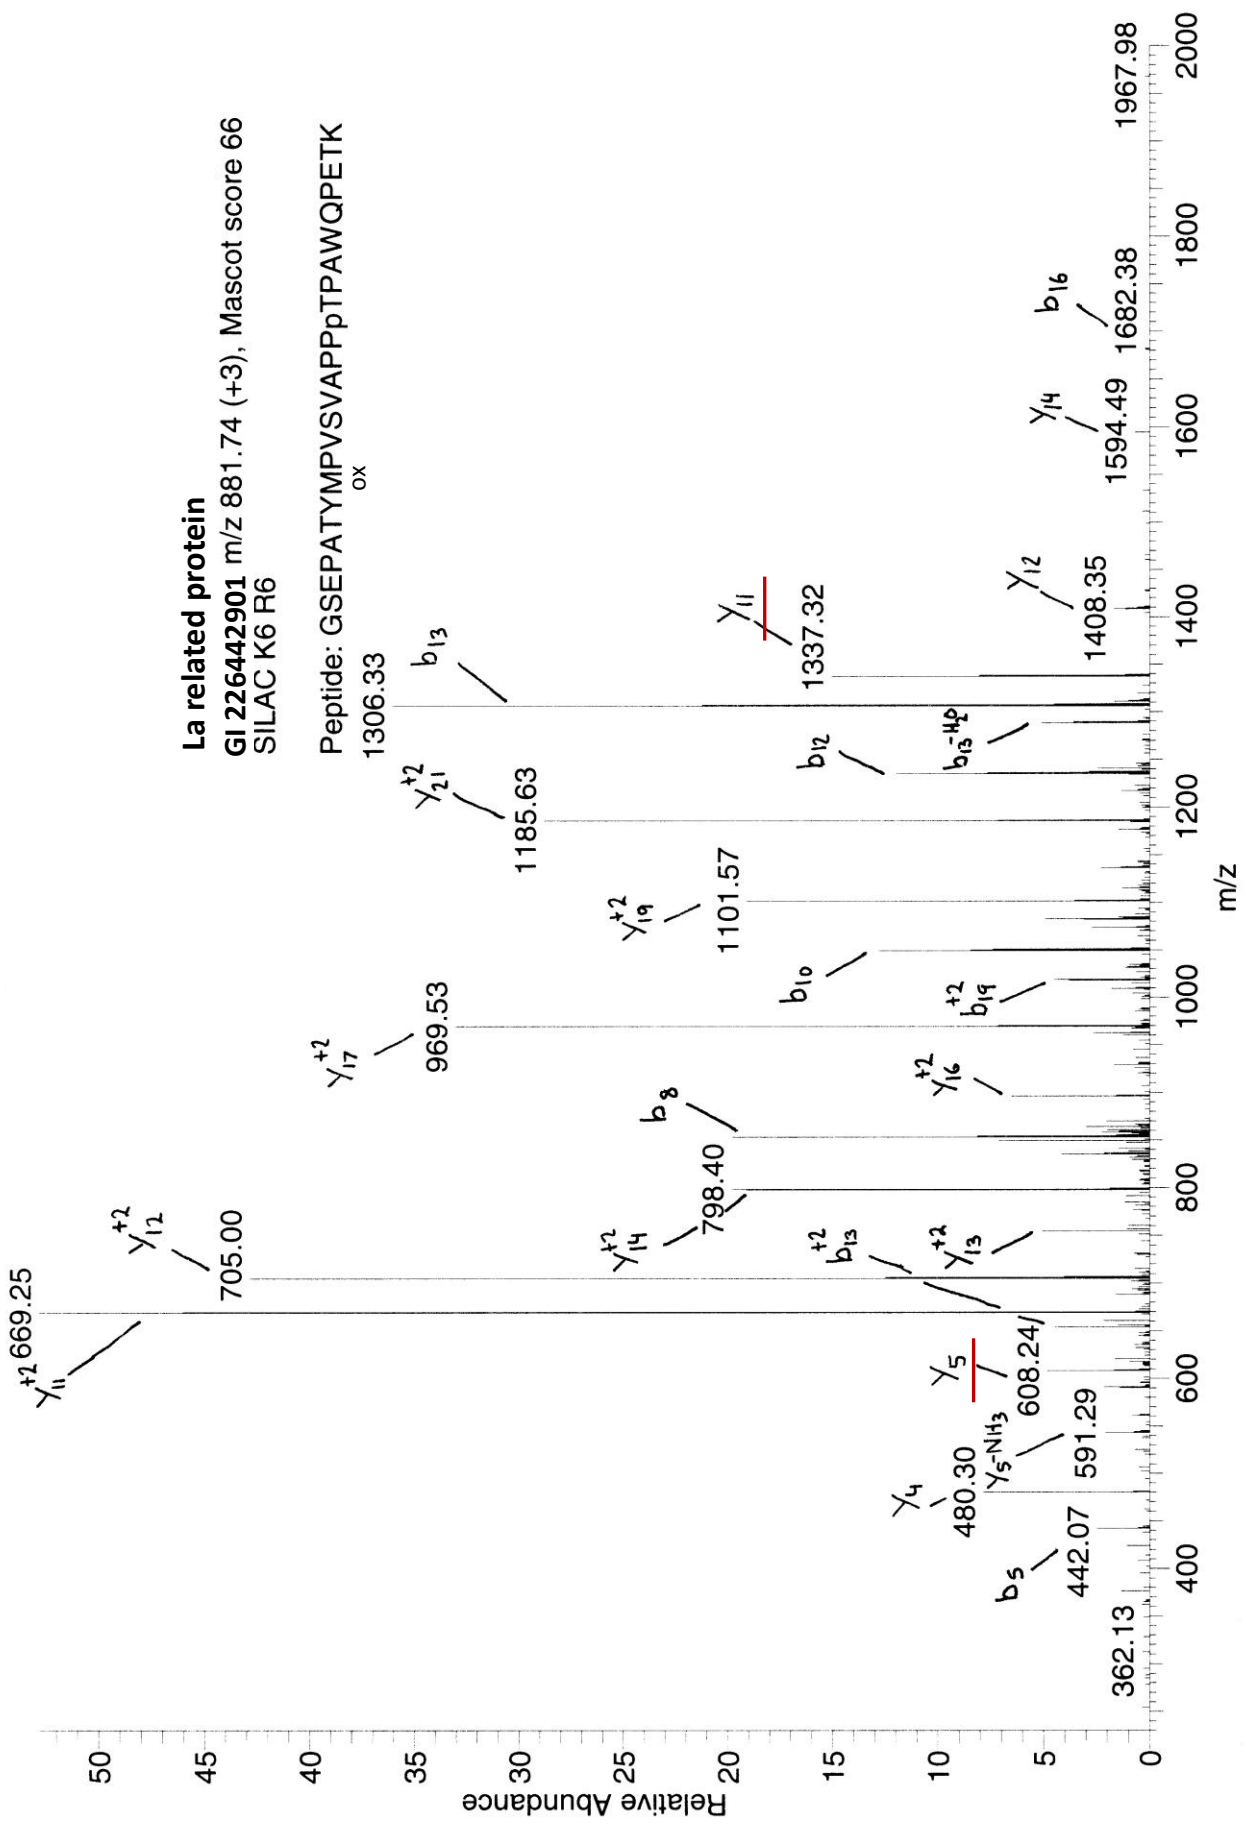 La related protein
GI 226442901 m/z 881.74 (+3), Mascot score 66
SILAC K6 R6
Peptide: GSEPATYMPVSVAPPpTPAWQPETK
ox
Relative Abundance
50
45
40
35
30
25
20
15
10
5
0
y11+2 669.25
y12+2
705.00
y17+2
969.53
y21+2
1185.63
1306.33
b13
y14+2
798.40
b8
y19+2
1101.57
b10
b12
y11
1337.32
b13+2
y13+2
y16+2
b19+2
b13-H2O
y5
608.24
y5-NH3
591.29
y4
480.30
b5
442.07
362.13
y12
1408.35
y14
1594.49
b16
1682.38
1967.98
400
600
800
1000
1200
1400
1600
1800
2000
m/z